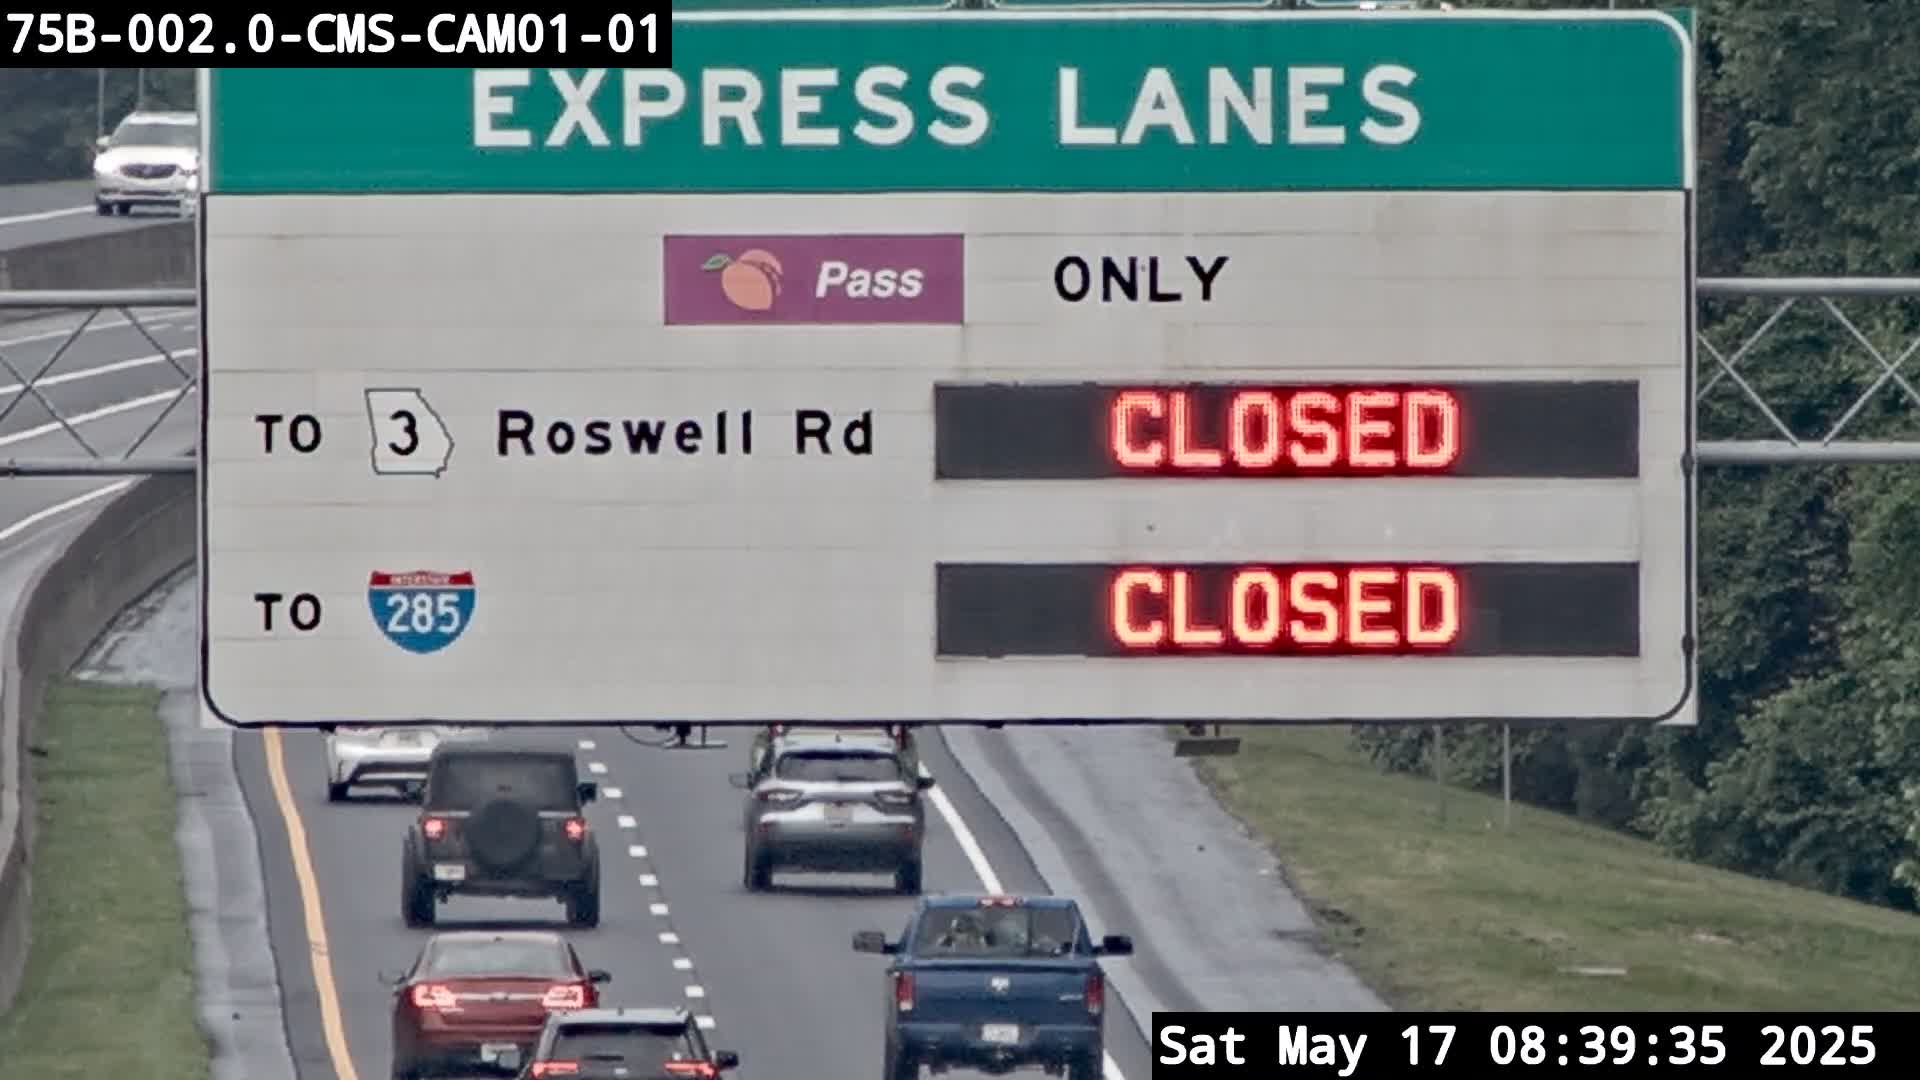 75B-002.0-CMS-CAM01-01
EXPRESS LANES
Pass ONLY
TO 3 Roswell Rd CLOSED
TO INTERSTATE 285 CLOSED
Sat May 17 08:39:35 2025